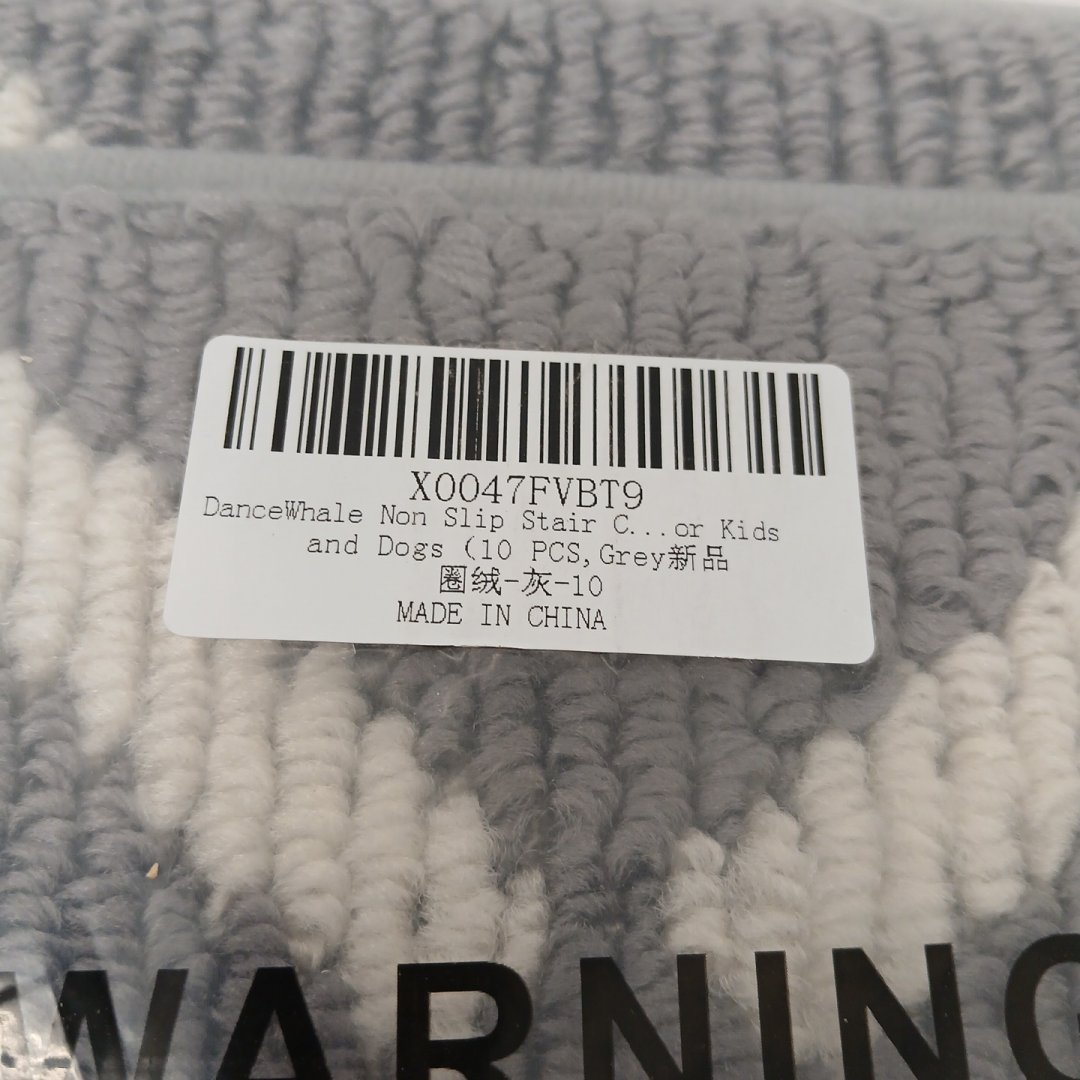 X0047FVBT9
DanceWhale Non Slip Stair C...or Kids
and Dogs (10 PCS,Grey新品
圈绒-灰-10
MADE IN CHINA
WARNING